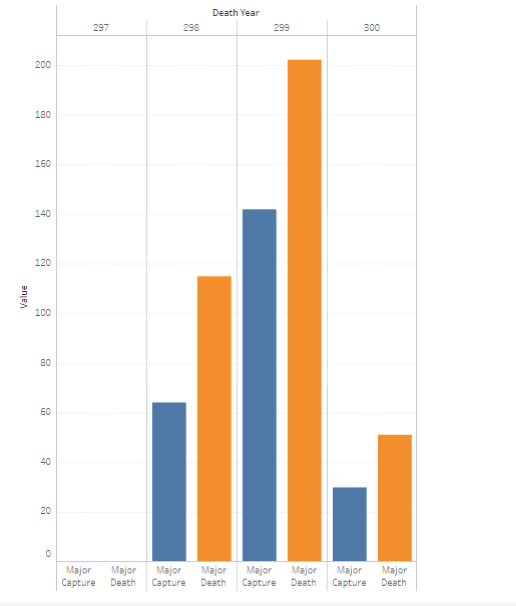 Death Year
297 298 299 300
200
180
160
140
120
100
80
60
40
20
0
Value
Major Major Major Major Major Major Major Major
Capture Death Capture Death Capture Death Capture Death